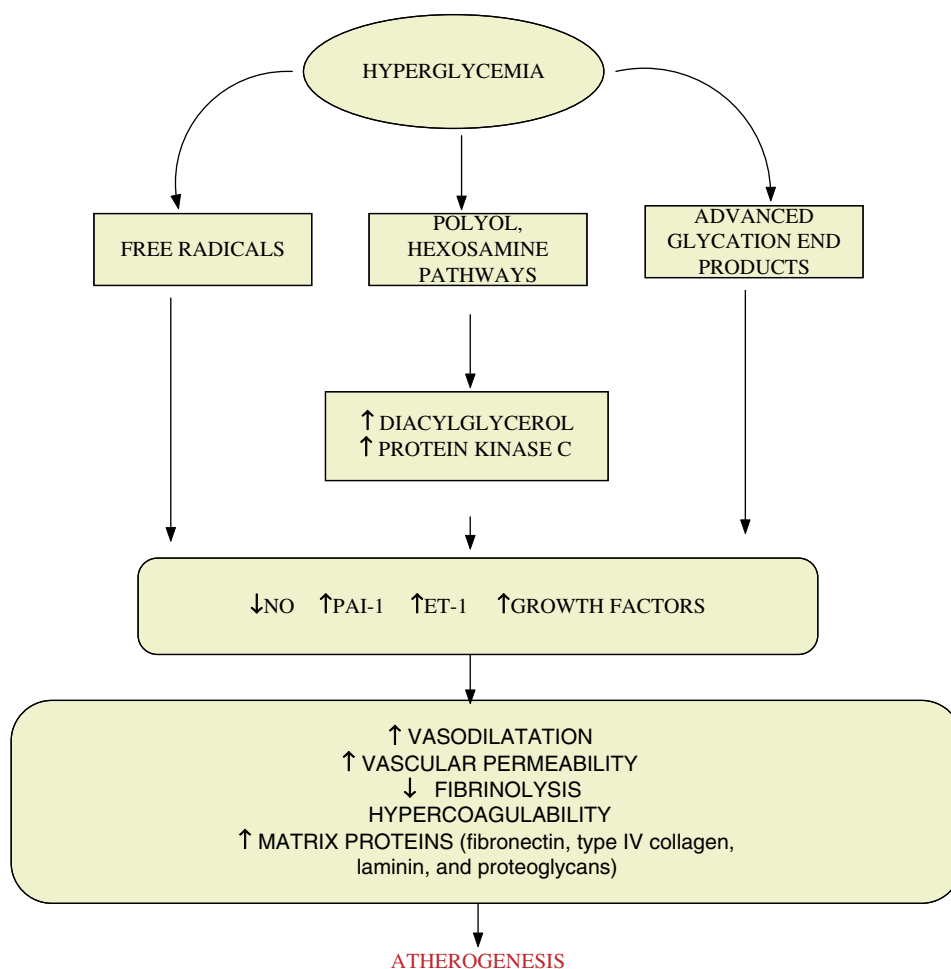 HYPERGLYCEMIA
FREE RADICALS
POLYOL,
HEXOSAMINE
PATHWAYS
ADVANCED
GLYCATION END
PRODUCTS
↑ DIACYLGLYCEROL
↑ PROTEIN KINASE C
↓NO ↑PAI-1 ↑ET-1 ↑GROWTH FACTORS
↑ VASODILATATION
↑ VASCULAR PERMEABILITY
↓ FIBRINOLYSIS
HYPERCOAGULABILITY
↑ MATRIX PROTEINS (fibronectin, type IV collagen,
laminin, and proteoglycans)
ATHEROGENESIS